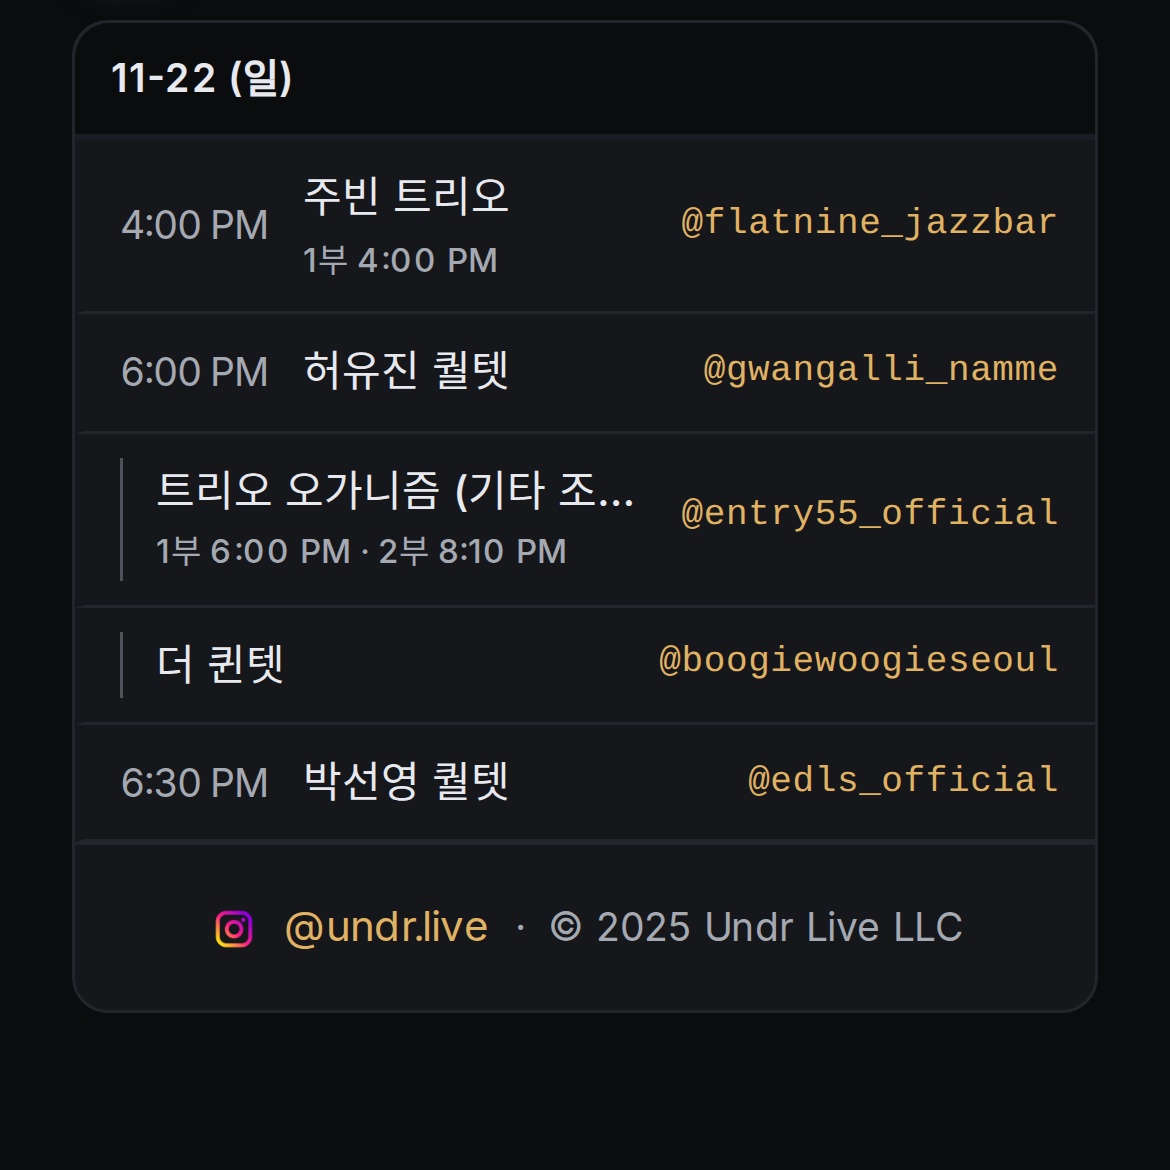 11-22 (일)
4:00 PM 주빈 트리오 @flatnine_jazzbar
1부 4:00 PM
6:00 PM 허유진 퀄텟 @gwangalli_namme
트리오 오가니즘 (기타 조... @entry55_official
1부 6:00 PM · 2부 8:10 PM
더 퀸텟 @boogiewoogieseoul
6:30 PM 박선영 퀄텟 @edls_official
@undr.live · © 2025 Undr Live LLC